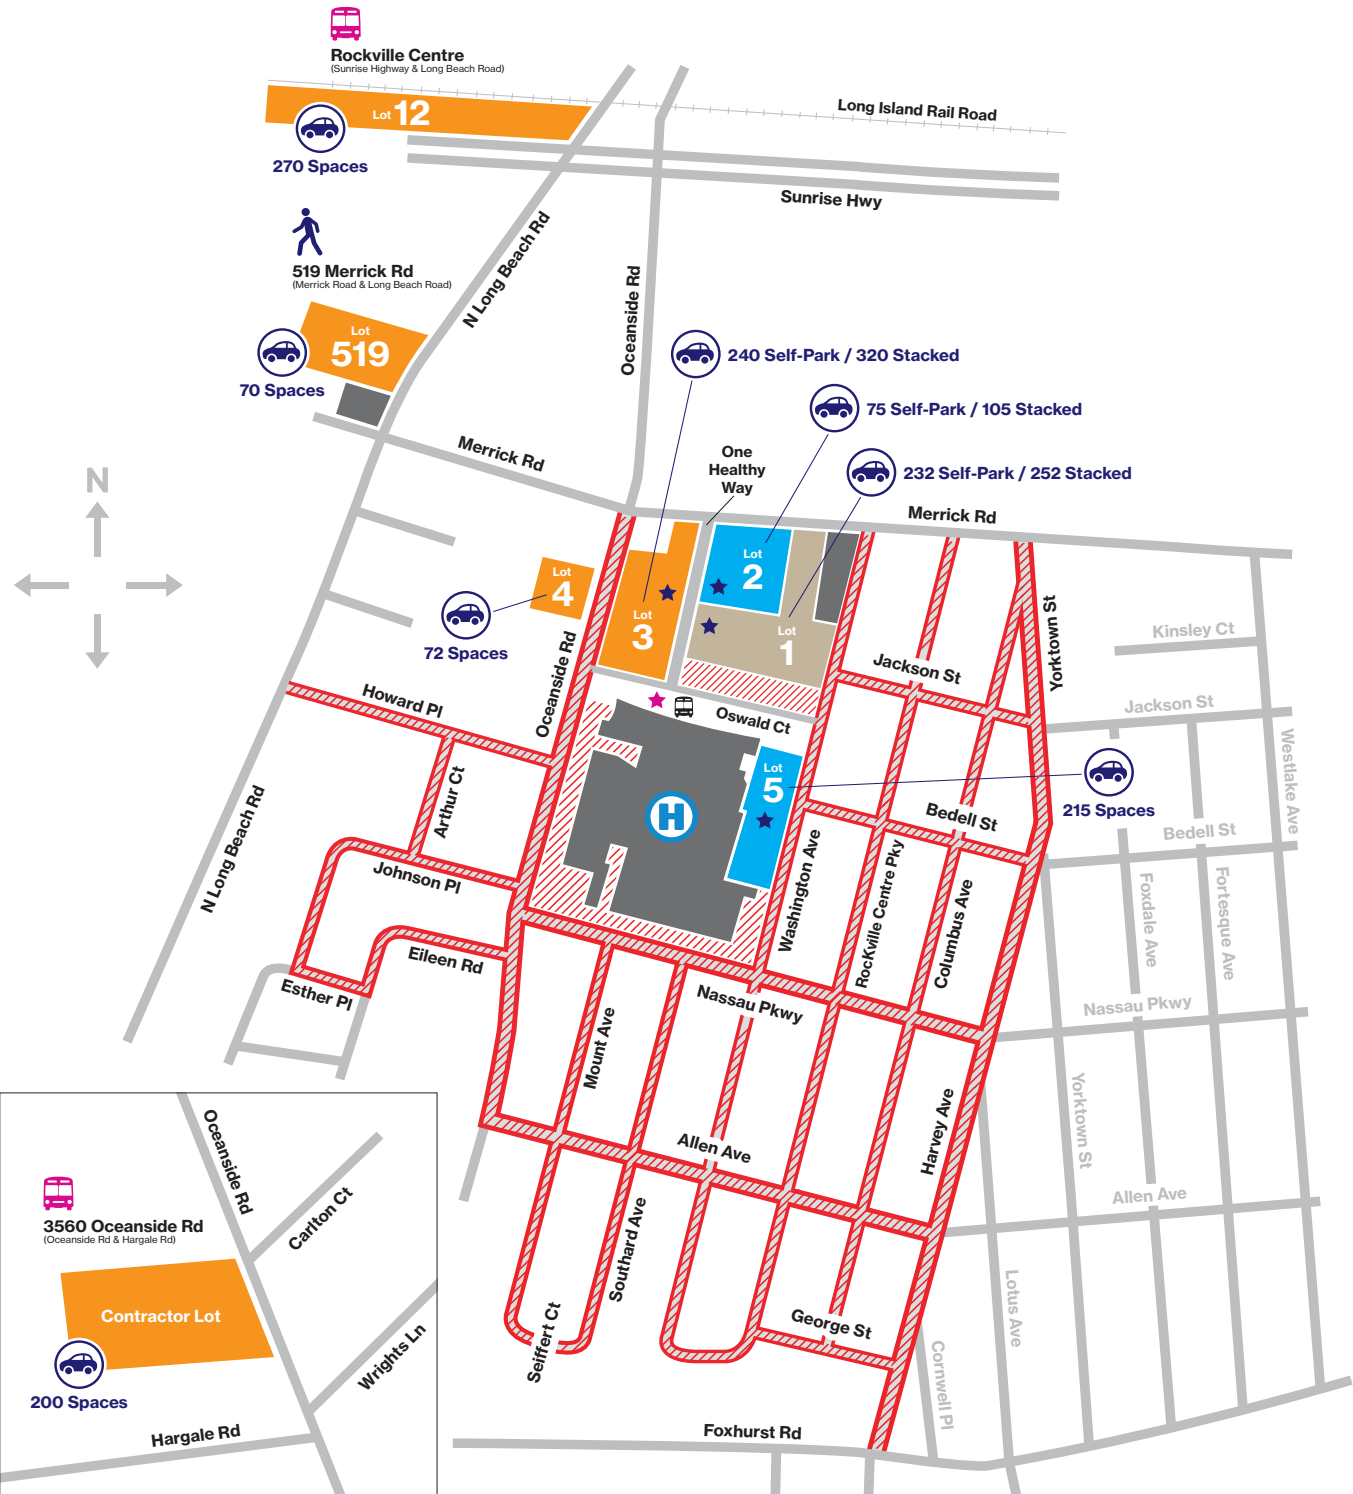 Rockville Centre
(Sunrise Highway & Long Beach Road)
Lot 12
270 Spaces
Long Island Rail Road
Sunrise Hwy
N Long Beach Rd
Oceanside Rd
519 Merrick Rd
(Merrick Road & Long Beach Road)
Lot
519
70 Spaces
240 Self-Park / 320 Stacked
75 Self-Park / 105 Stacked
232 Self-Park / 252 Stacked
One
Healthy
Way
Merrick Rd
Merrick Rd
N
Lot
4
72 Spaces
Lot
3
Lot
2
Lot
1
Oceanside Rd
Howard Pl
Arthur Ct
Johnson Pl
Eileen Rd
Esther Pl
N Long Beach Rd
Oswald Ct
Lot
5
H
215 Spaces
Jackson St
Yorktown St
Kinsley Ct
Jackson St
Westlake Ave
Bedell St
Bedell St
Washington Ave
Rockville Centre Pky
Columbus Ave
Foxdale Ave
Fortesque Ave
Nassau Pkwy
Nassau Pkwy
Mount Ave
Yorktown St
Harvey Ave
Allen Ave
Allen Ave
Southard Ave
Seiffert Ct
George St
Lotus Ave
Cornwell Pl
Foxhurst Rd
Oceanside Rd
Carlton Ct
3560 Oceanside Rd
(Oceanside Rd & Hargale Rd)
Contractor Lot
200 Spaces
Wrights Ln
Hargale Rd